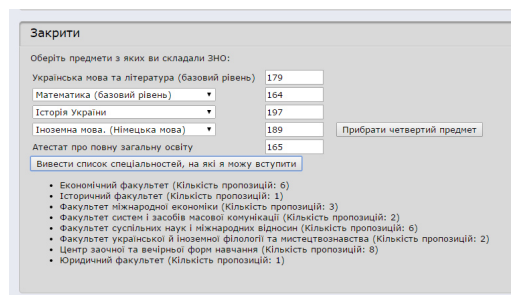 Закрити
Оберіть предмети з яких ви складали ЗНО:
Українська мова та література (базовий рівень) 179
Математика (базовий рівень) 164
Історія України 197
Іноземна мова. (Німецька мова) 189 Прибрати четвертий предмет
Атестат про повну загальну освіту 165
Вивести список спеціальностей, на які я можу вступити
• Економічний факультет (Кількість пропозицій: 6)
• Історичний факультет (Кількість пропозицій: 1)
• Факультет міжнародної економіки (Кількість пропозицій: 3)
• Факультет систем і засобів масової комунікації (Кількість пропозицій: 2)
• Факультет суспільних наук і міжнародних відносин (Кількість пропозицій: 6)
• Факультет української й іноземної філології та мистецтвознавства (Кількість пропозицій: 2)
• Центр заочної та вечірньої форм навчання (Кількість пропозицій: 8)
• Юридичний факультет (Кількість пропозицій: 1)